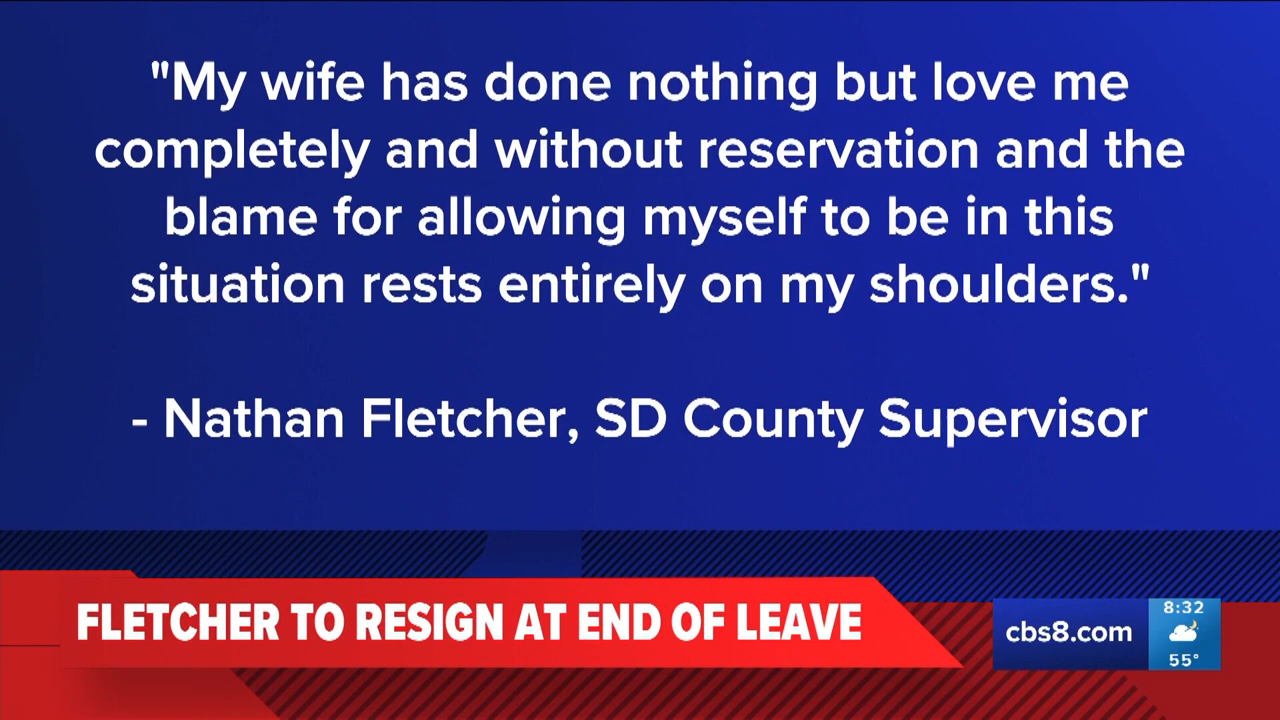 "My wife has done nothing but love me
completely and without reservation and the
blame for allowing myself to be in this
situation rests entirely on my shoulders."
- Nathan Fletcher, SD County Supervisor
FLETCHER TO RESIGN AT END OF LEAVE
cbs8.com
8:32
55°